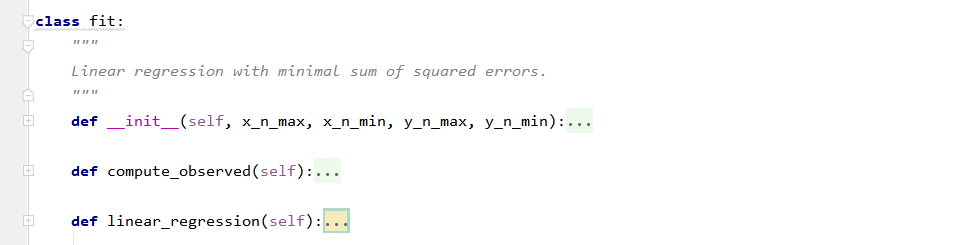 class fit:
"""
Linear regression with minimal sum of squared errors.
"""
def __init__(self, x_n_max, x_n_min, y_n_max, y_n_min):...
def compute_observed(self):...
def linear_regression(self):...